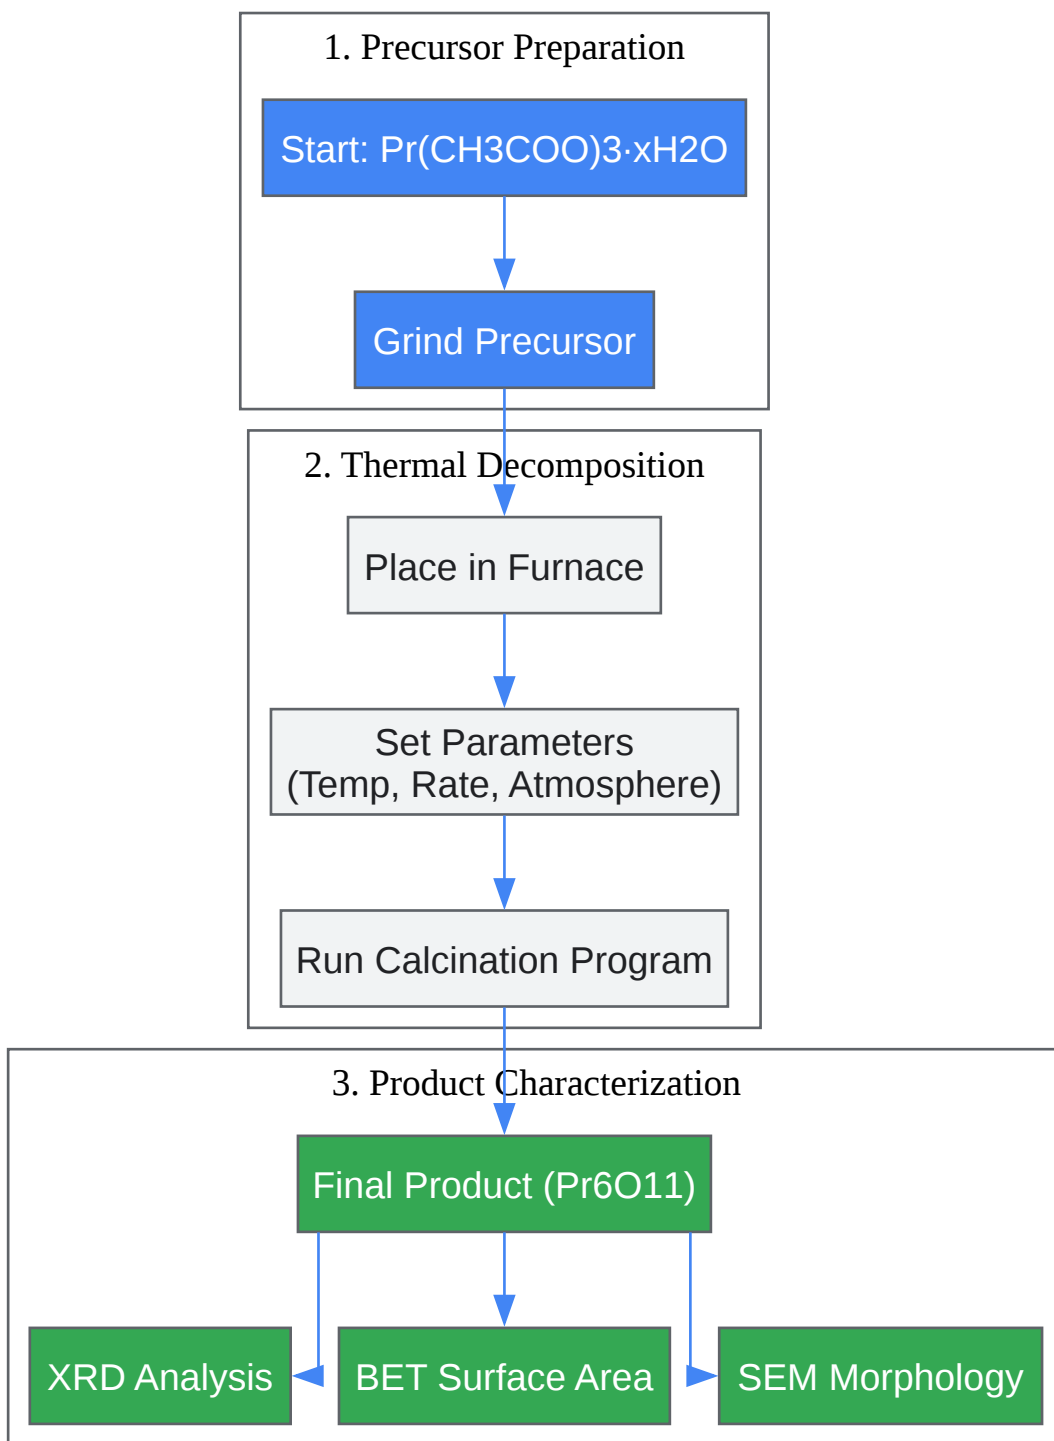 1. Precursor Preparation
Start: Pr(CH3COO)3·xH2O
Grind Precursor
2. Thermal Decomposition
Place in Furnace
Set Parameters
(Temp, Rate, Atmosphere)
Run Calcination Program
3. Product Characterization
Final Product (Pr6O11)
XRD Analysis
BET Surface Area
SEM Morphology